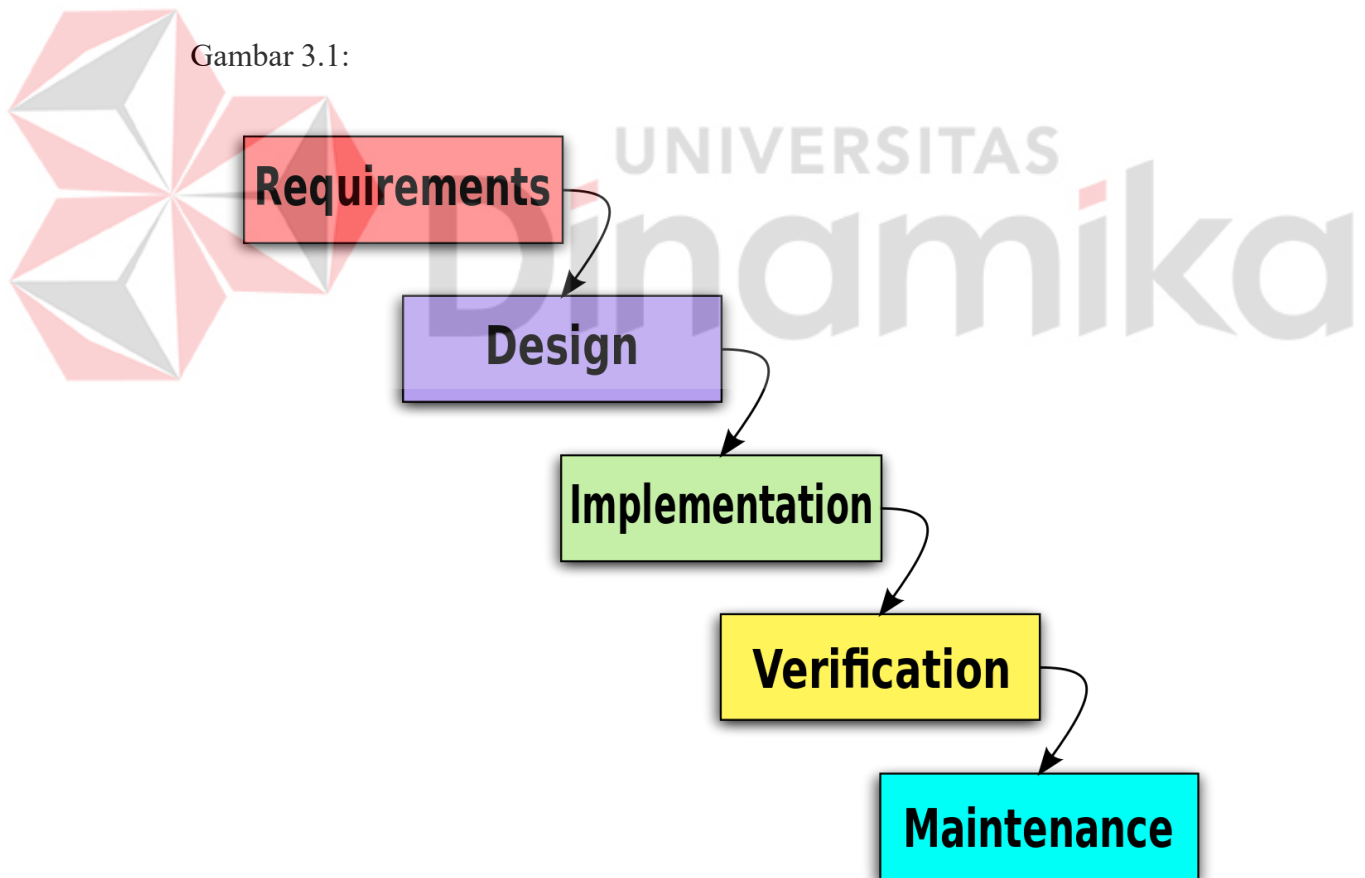 Gambar 3.1:
UNIVERSITAS
Dinamika
Requirements
Design
Implementation
Verification
Maintenance